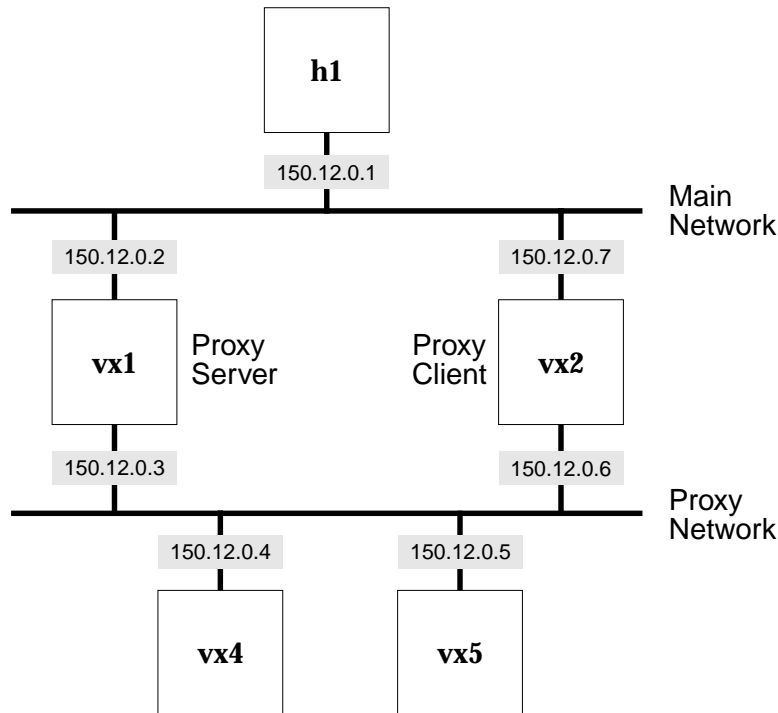 h1
150.12.0.1
Main
Network
150.12.0.2
150.12.0.7
vx1
Proxy
Server
Proxy
Client
vx2
150.12.0.3
150.12.0.6
Proxy
Network
150.12.0.4
150.12.0.5
vx4
vx5